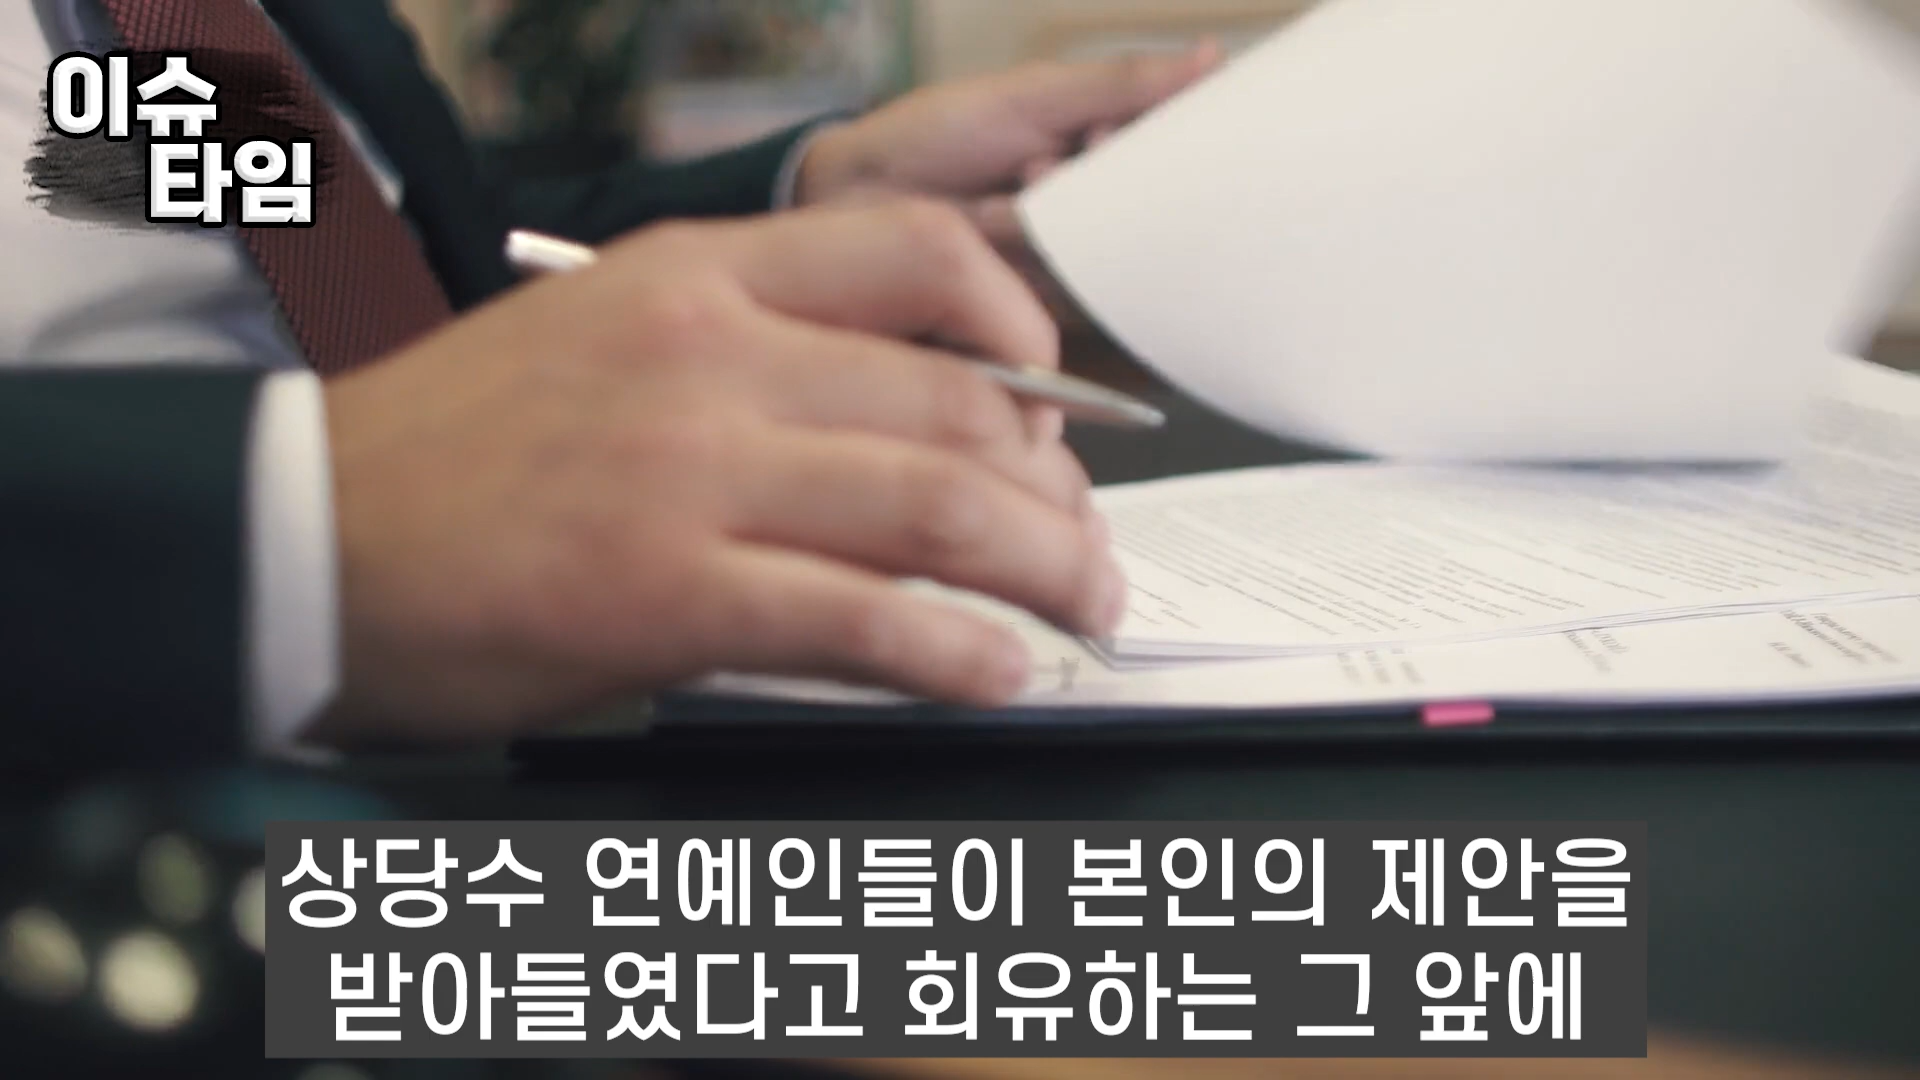 이슈
타임
상당수 연예인들이 본인의 제안을
받아들였다고 회유하는 그 앞에